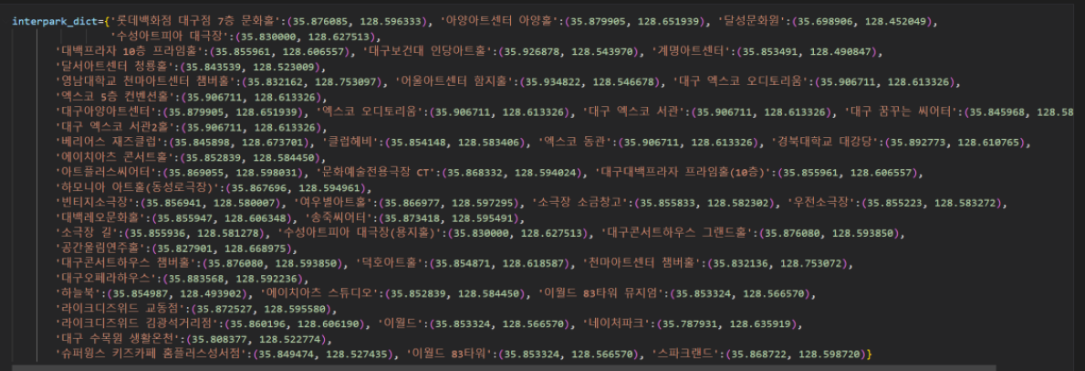 interpark_dict={'롯데백화점 대구점 7층 문화홀':(35.876085, 128.596333), '아양아트센터 아양홀':(35.879905, 128.651939), '달성문화원':(35.698906, 128.452049),
'수성아트피아 대극장':(35.830000, 128.627513),
'대백프라자 10층 프라임홀':(35.855961, 128.606557), '대구보건대 인당아트홀':(35.926878, 128.543970), '계명아트센터':(35.853491, 128.490847),
'달서아트센터 청룡홀':(35.843539, 128.523009),
'영남대학교 천마아트센터 챔버홀':(35.832162, 128.753097), '어울아트센터 함지홀':(35.934822, 128.546678), '대구 엑스코 오디토리움':(35.906711, 128.613326),
'엑스코 5층 컨벤션홀':(35.906711, 128.613326),
'대구아양아트센터':(35.879905, 128.651939), '엑스코 오디토리움':(35.906711, 128.613326), '대구 엑스코 서관':(35.906711, 128.613326), '대구 꿈꾸는 씨어터':(35.845968, 128.58
'대구 엑스코 서관2홀':(35.906711, 128.613326),
'베리어스 재즈클럽':(35.845898, 128.673701), '클럽헤비':(35.854148, 128.583406), '엑스코 동관':(35.906711, 128.613326), '경북대학교 대강당':(35.892773, 128.610765),
'에이치아츠 콘서트홀':(35.852839, 128.584450),
'아트플러스씨어터':(35.869055, 128.598031), '문화예술전용극장 CT':(35.868332, 128.594024), '대구대백프라자 프라임홀(10층)':(35.855961, 128.606557),
'하모니아 아트홀(동성로극장)':(35.867696, 128.594961),
'빈티지소극장':(35.856941, 128.580007), '여우별아트홀':(35.866977, 128.597295), '소극장 소금창고':(35.855833, 128.582302), '우전소극장':(35.855223, 128.583272),
'대백레오문화홀':(35.855947, 128.606348), '송죽씨어터':(35.873418, 128.595491),
'소극장 길':(35.855936, 128.581278), '수성아트피아 대극장(용지홀)':(35.830000, 128.627513), '대구콘서트하우스 그랜드홀':(35.876080, 128.593850),
'공간울림연주홀':(35.827901, 128.668975),
'대구콘서트하우스 챔버홀':(35.876080, 128.593850), '덕호아트홀':(35.854871, 128.618587), '천마아트센터 챔버홀':(35.832136, 128.753072),
'대구오페라하우스':(35.883568, 128.592236),
'하늘북':(35.854987, 128.493902), '에이치아츠 스튜디오':(35.852839, 128.584450), '이월드 83타워 뮤지엄':(35.853324, 128.566570),
'라이크디즈위드 교동점':(35.872527, 128.595580),
'라이크디즈위드 김광석거리점':(35.860196, 128.606190), '이월드':(35.853324, 128.566570), '네이처파크':(35.787931, 128.635919),
'대구 수목원 생활온천':(35.808377, 128.522774),
'슈퍼윙스 키즈카페 홈플러스성서점':(35.849474, 128.527435), '이월드 83타워':(35.853324, 128.566570), '스파크랜드':(35.868722, 128.598720)}